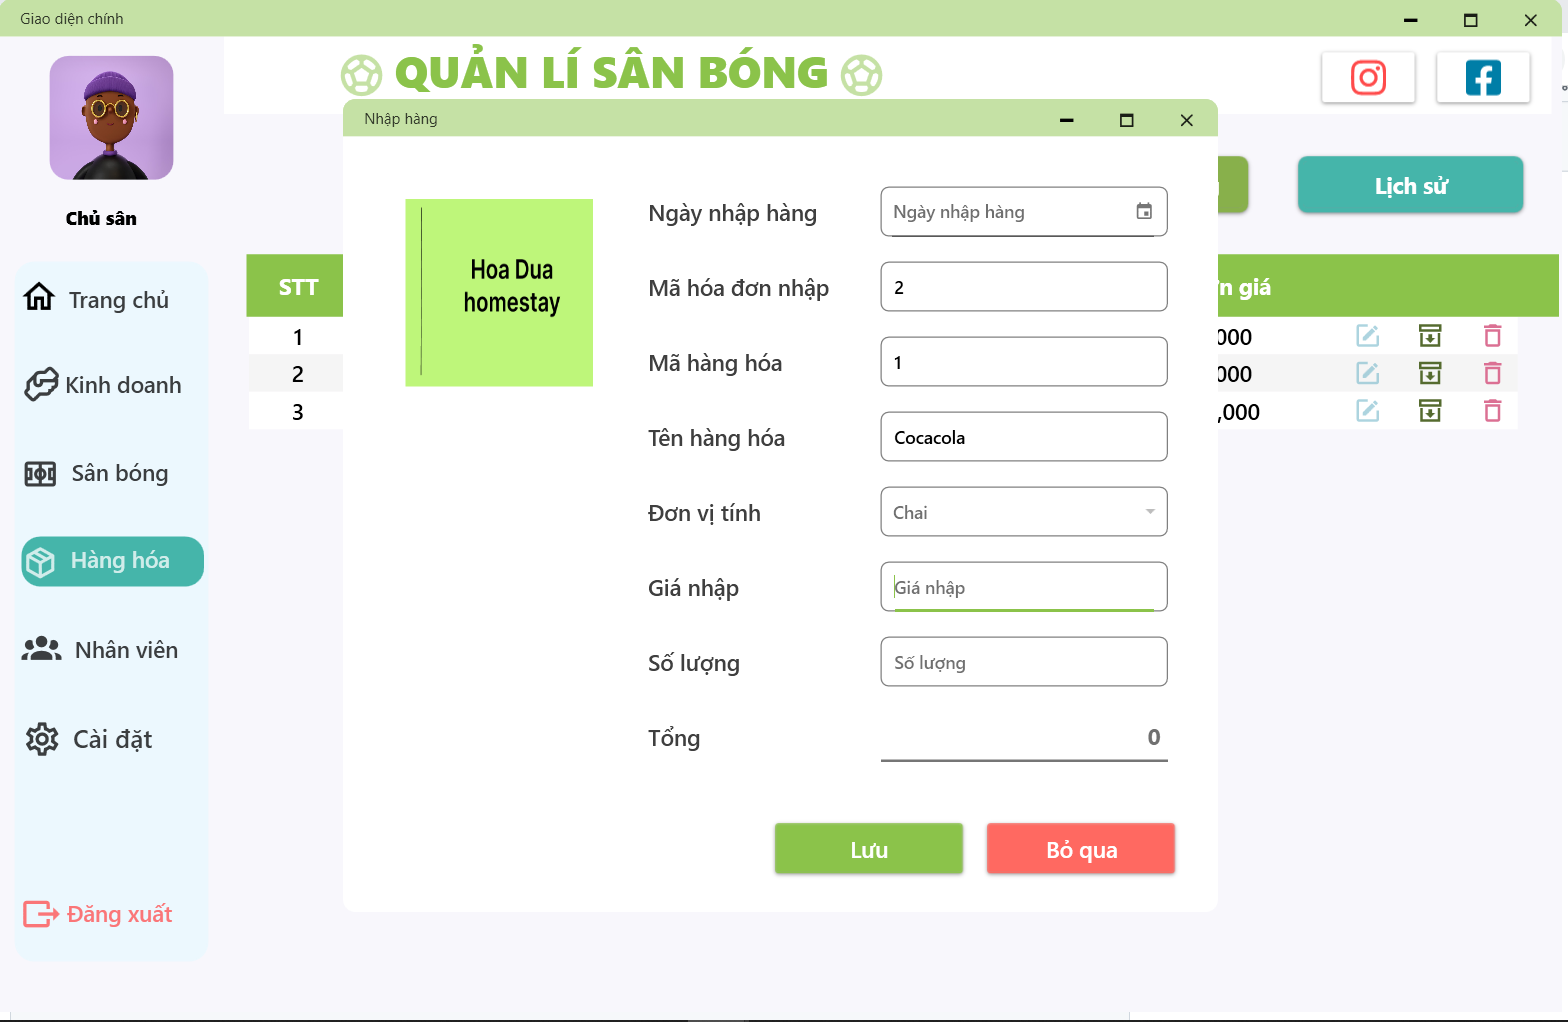 Giao diện chính
QUẢN LÍ SÂN BÓNG
Chủ sân
Trang chủ
Kinh doanh
Sân bóng
Hàng hóa
Nhân viên
Cài đặt
Đăng xuất
Lịch sử
STT
1
2
3
giá
000
000
,000
Nhập hàng
Hoa Dua
homestay
Ngày nhập hàng
Ngày nhập hàng
Mã hóa đơn nhập
2
Mã hàng hóa
1
Tên hàng hóa
Cocacola
Đơn vị tính
Chai
Giá nhập
Giá nhập
Số lượng
Số lượng
Tổng
0
Lưu
Bỏ qua